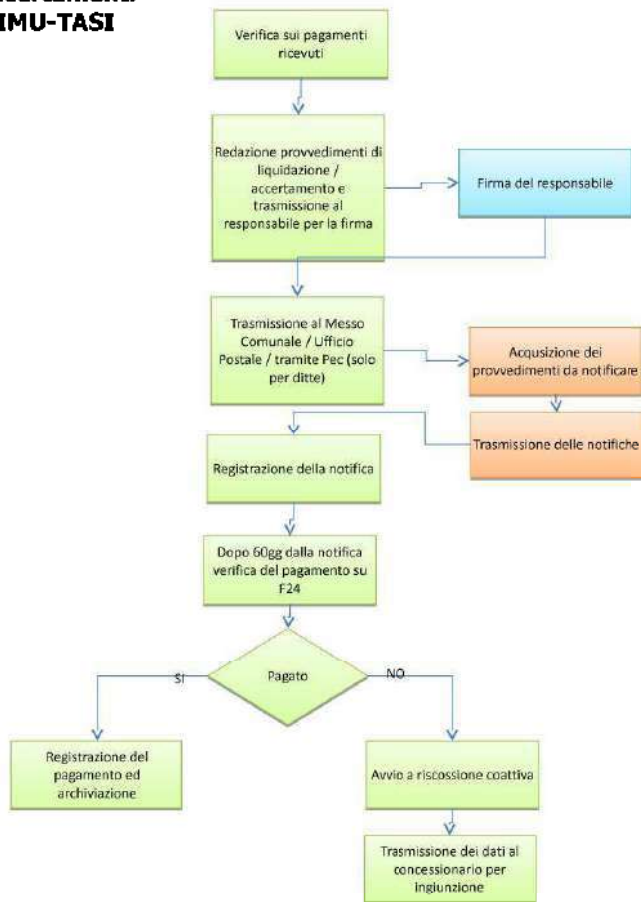 IMU-TASI
Verifica sui pagamenti
ricevuti
Redazione provvedimenti di
liquidazione /
accertamento e
trasmissione al
responsabile per la firma
Firma del responsabile
Trasmissione al Messo
Comunale / Ufficio
Postale / tramite Pec (solo
per ditte)
Acqusizione dei
provvedimenti da notificare
Trasmissione delle notifiche
Registrazione della notifica
Dopo 60gg dalla notifica
verifica del pagamento su
F24
Pagato
SI
NO
Registrazione del
pagamento ed
archiviazione
Avvio a riscossione coattiva
Trasmissione dei dati al
concessionario per
ingiunzione